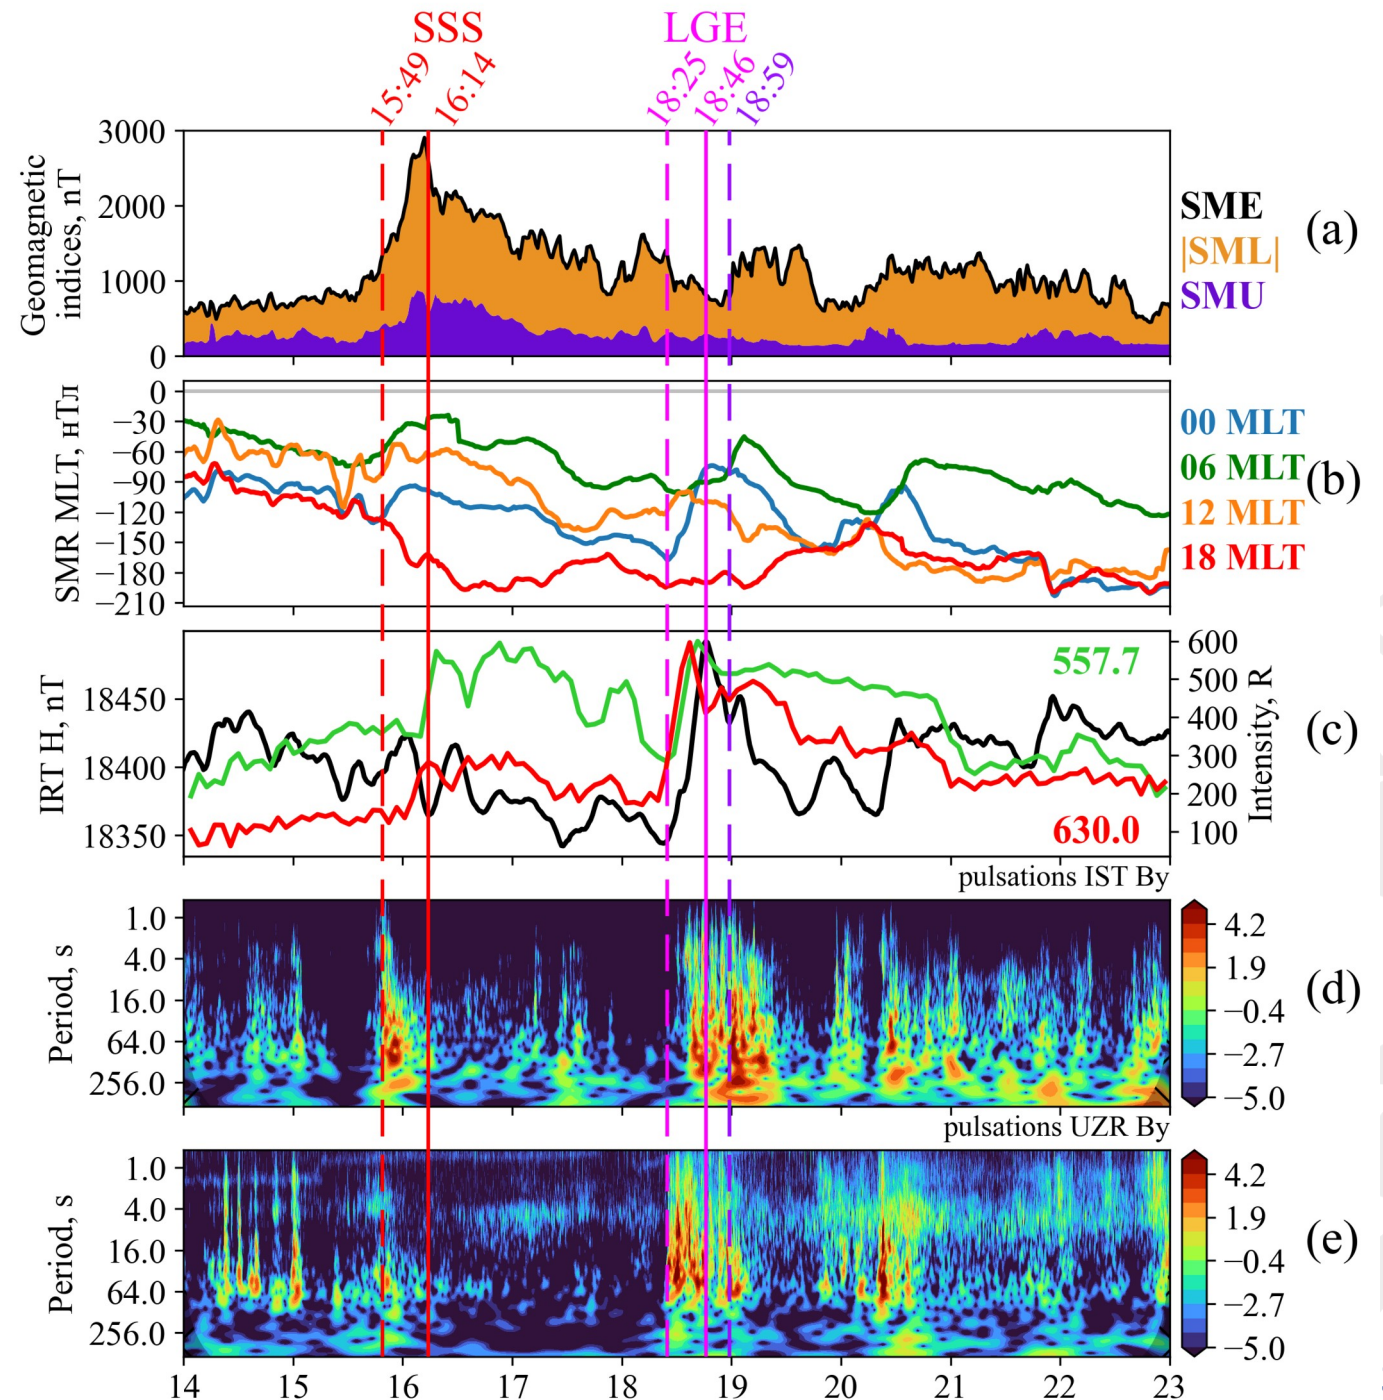 SSS LGE
15:49 16:14 18:25 18:46 18:59
Geomagnetic
indices, nT
3000
2000
1000
0
SME
|SML|
SMU
(a)
SMR MLT, нТл
0
−30
−60
−90
−120
−150
−180
−210
00 MLT
06 MLT
12 MLT
18 MLT
(b)
IRT H, nT
18450
18400
18350
557.7
630.0
600
500
400
300
200
100
Intensity, R
(c)
pulsations IST By
Period, s
1.0
4.0
16.0
64.0
256.0
4.2
1.9
−0.4
−2.7
−5.0
(d)
pulsations UZR By
Period, s
1.0
4.0
16.0
64.0
256.0
4.2
1.9
−0.4
−2.7
−5.0
(e)
14 15 16 17 18 19 20 21 22 23